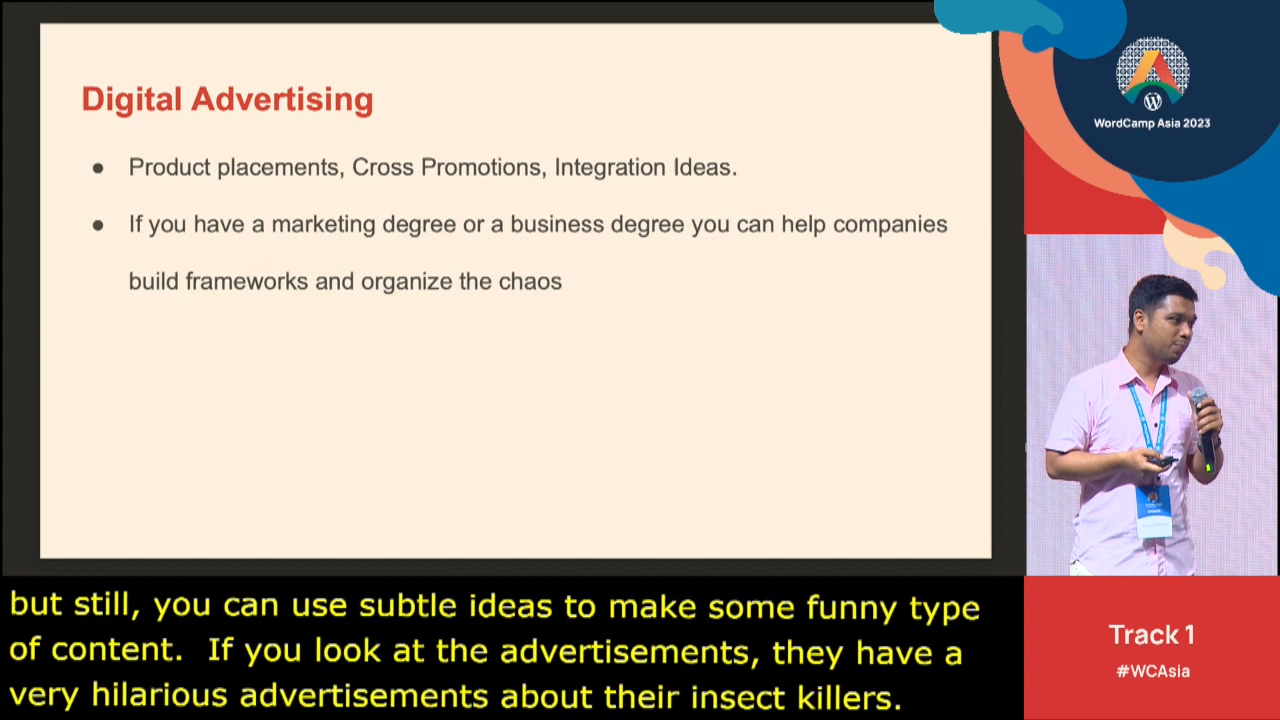 Digital Advertising
● Product placements, Cross Promotions, Integration Ideas.
● If you have a marketing degree or a business degree you can help companies
build frameworks and organize the chaos
WordCamp Asia 2023
but still, you can use subtle ideas to make some funny type
of content.  If you look at the advertisements, they have a
very hilarious advertisements about their insect killers.
Track 1
#WCAsia